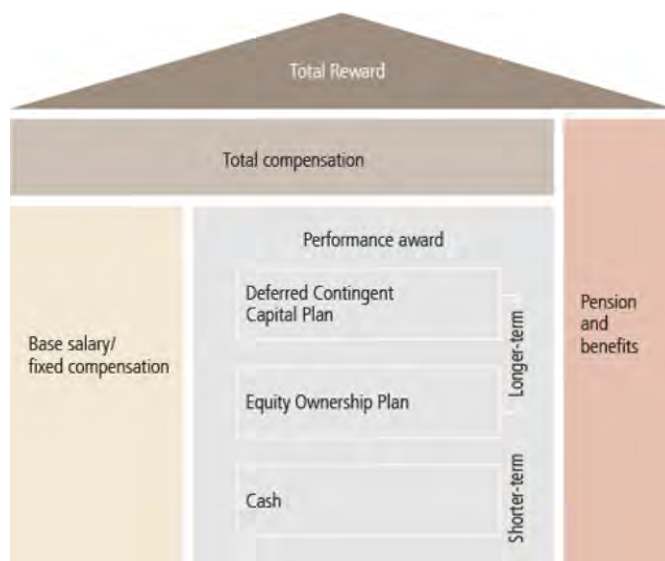 Total Reward
Total compensation
Base salary/
fixed compensation
Performance award
Deferred Contingent
Capital Plan
Equity Ownership Plan
Cash
Longer-term
Shorter-term
Pension
and
benefits